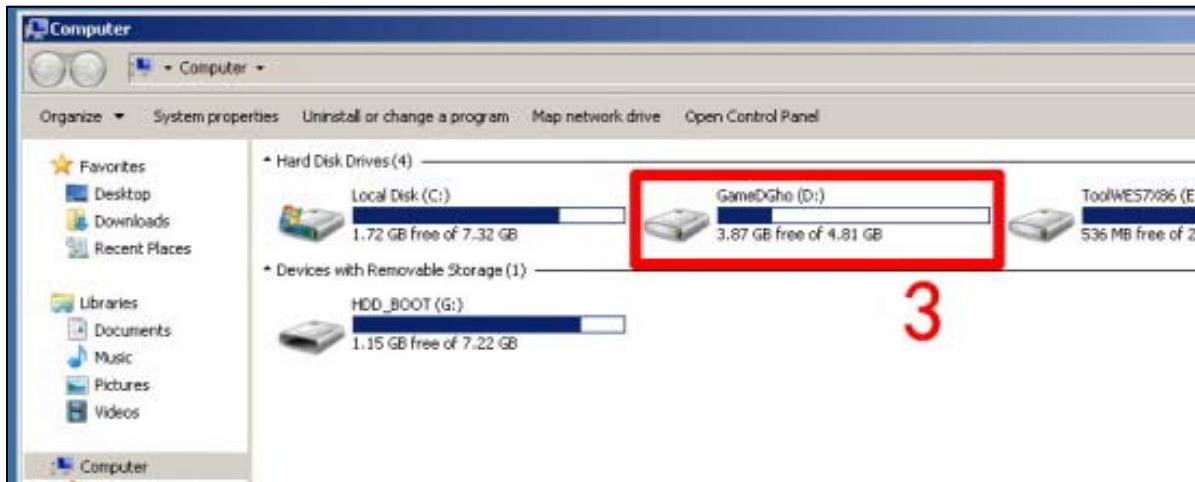 Computer
Computer
Organize System properties Uninstall or change a program Map network drive Open Control Panel
Favorites
Desktop
Downloads
Recent Places
Libraries
Documents
Music
Pictures
Videos
Computer
Hard Disk Drives (4)
Local Disk (C:)
1.72 GB free of 7.32 GB
GameDGho (D:)
3.87 GB free of 4.81 GB
ToolWES7X86 (E
536 MB free of 2
Devices with Removable Storage (1)
HDD_BOOT (G:)
1.15 GB free of 7.22 GB
3